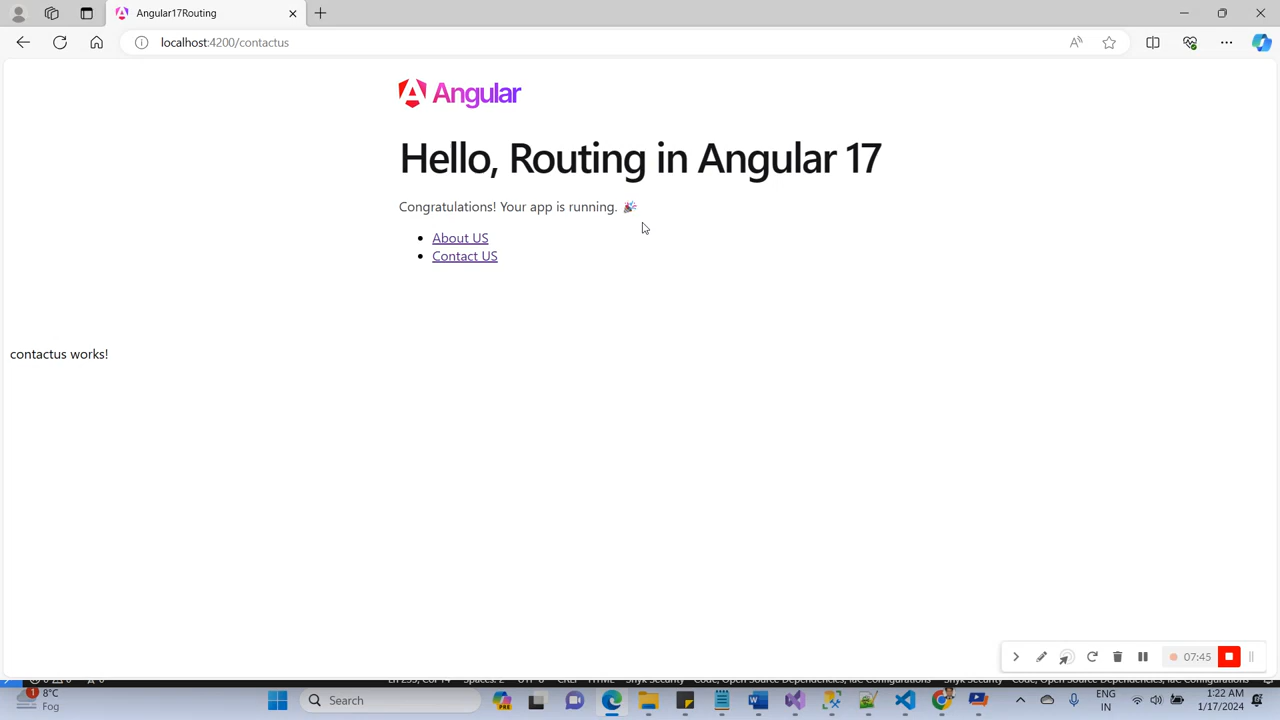 Angular17Routing
localhost:4200/contactus
Angular
Hello, Routing in Angular 17
Congratulations! Your app is running. 🎉
• About US
• Contact US
contactus works!
07:45
8°C
Fog
1
Search
ENG
IN
1:22 AM
1/17/2024